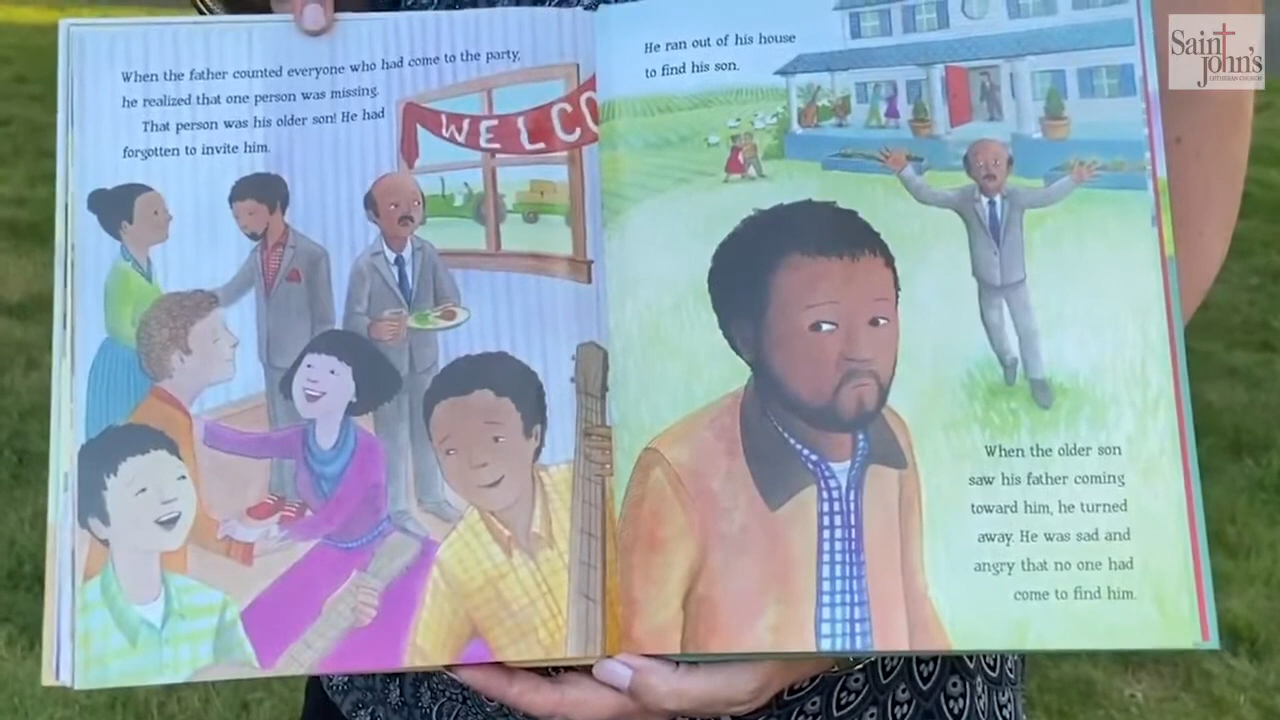 When the father counted everyone who had come to the party,
he realized that one person was missing.
That person was his older son! He had
forgotten to invite him.
WELCO
He ran out of his house
to find his son.
When the older son
saw his father coming
toward him, he turned
away. He was sad and
angry that no one had
come to find him.
Saint
John's
LUTHERAN CHURCH